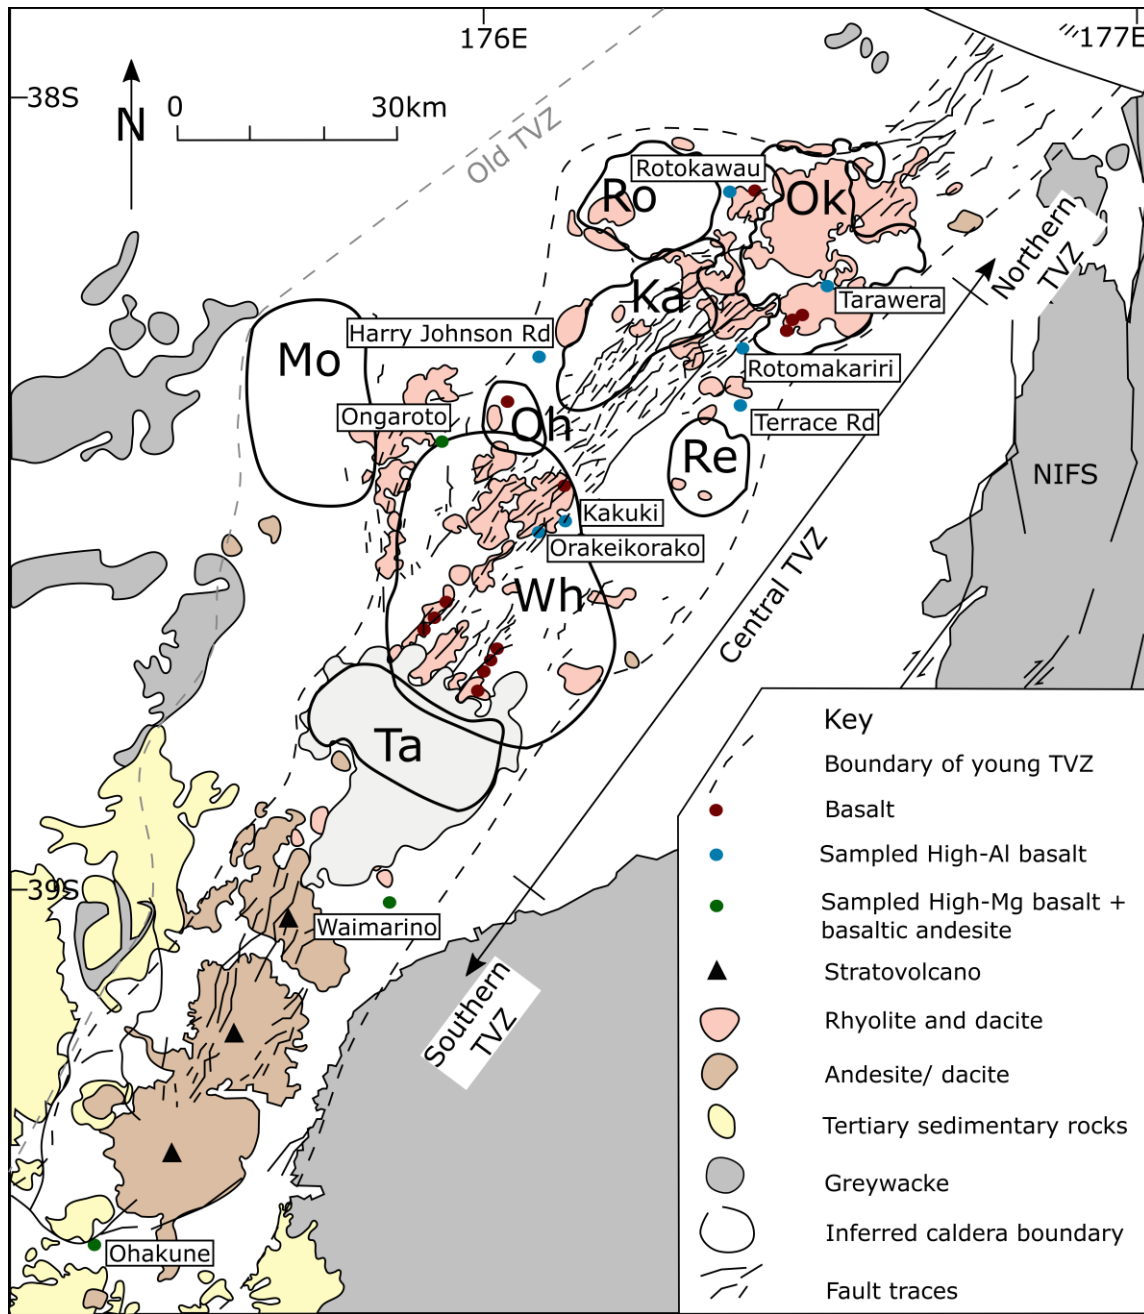 176E
177E
38S
N
0
30km
Old TVZ
Rotokawau
Ro
Ok
Northern
TVZ
Ka
Tarawera
Mo
Harry Johnson Rd
Rotomakariri
Ongaroto
Oh
Terrace Rd
Re
NIFS
Kakuki
Orakeikorako
Wh
Central TVZ
Ta
39S
Waimarino
Southern
TVZ
Ohakune
Key
Boundary of young TVZ
Basalt
Sampled High-Al basalt
Sampled High-Mg basalt +
basaltic andesite
Stratovolcano
Rhyolite and dacite
Andesite/ dacite
Tertiary sedimentary rocks
Greywacke
Inferred caldera boundary
Fault traces